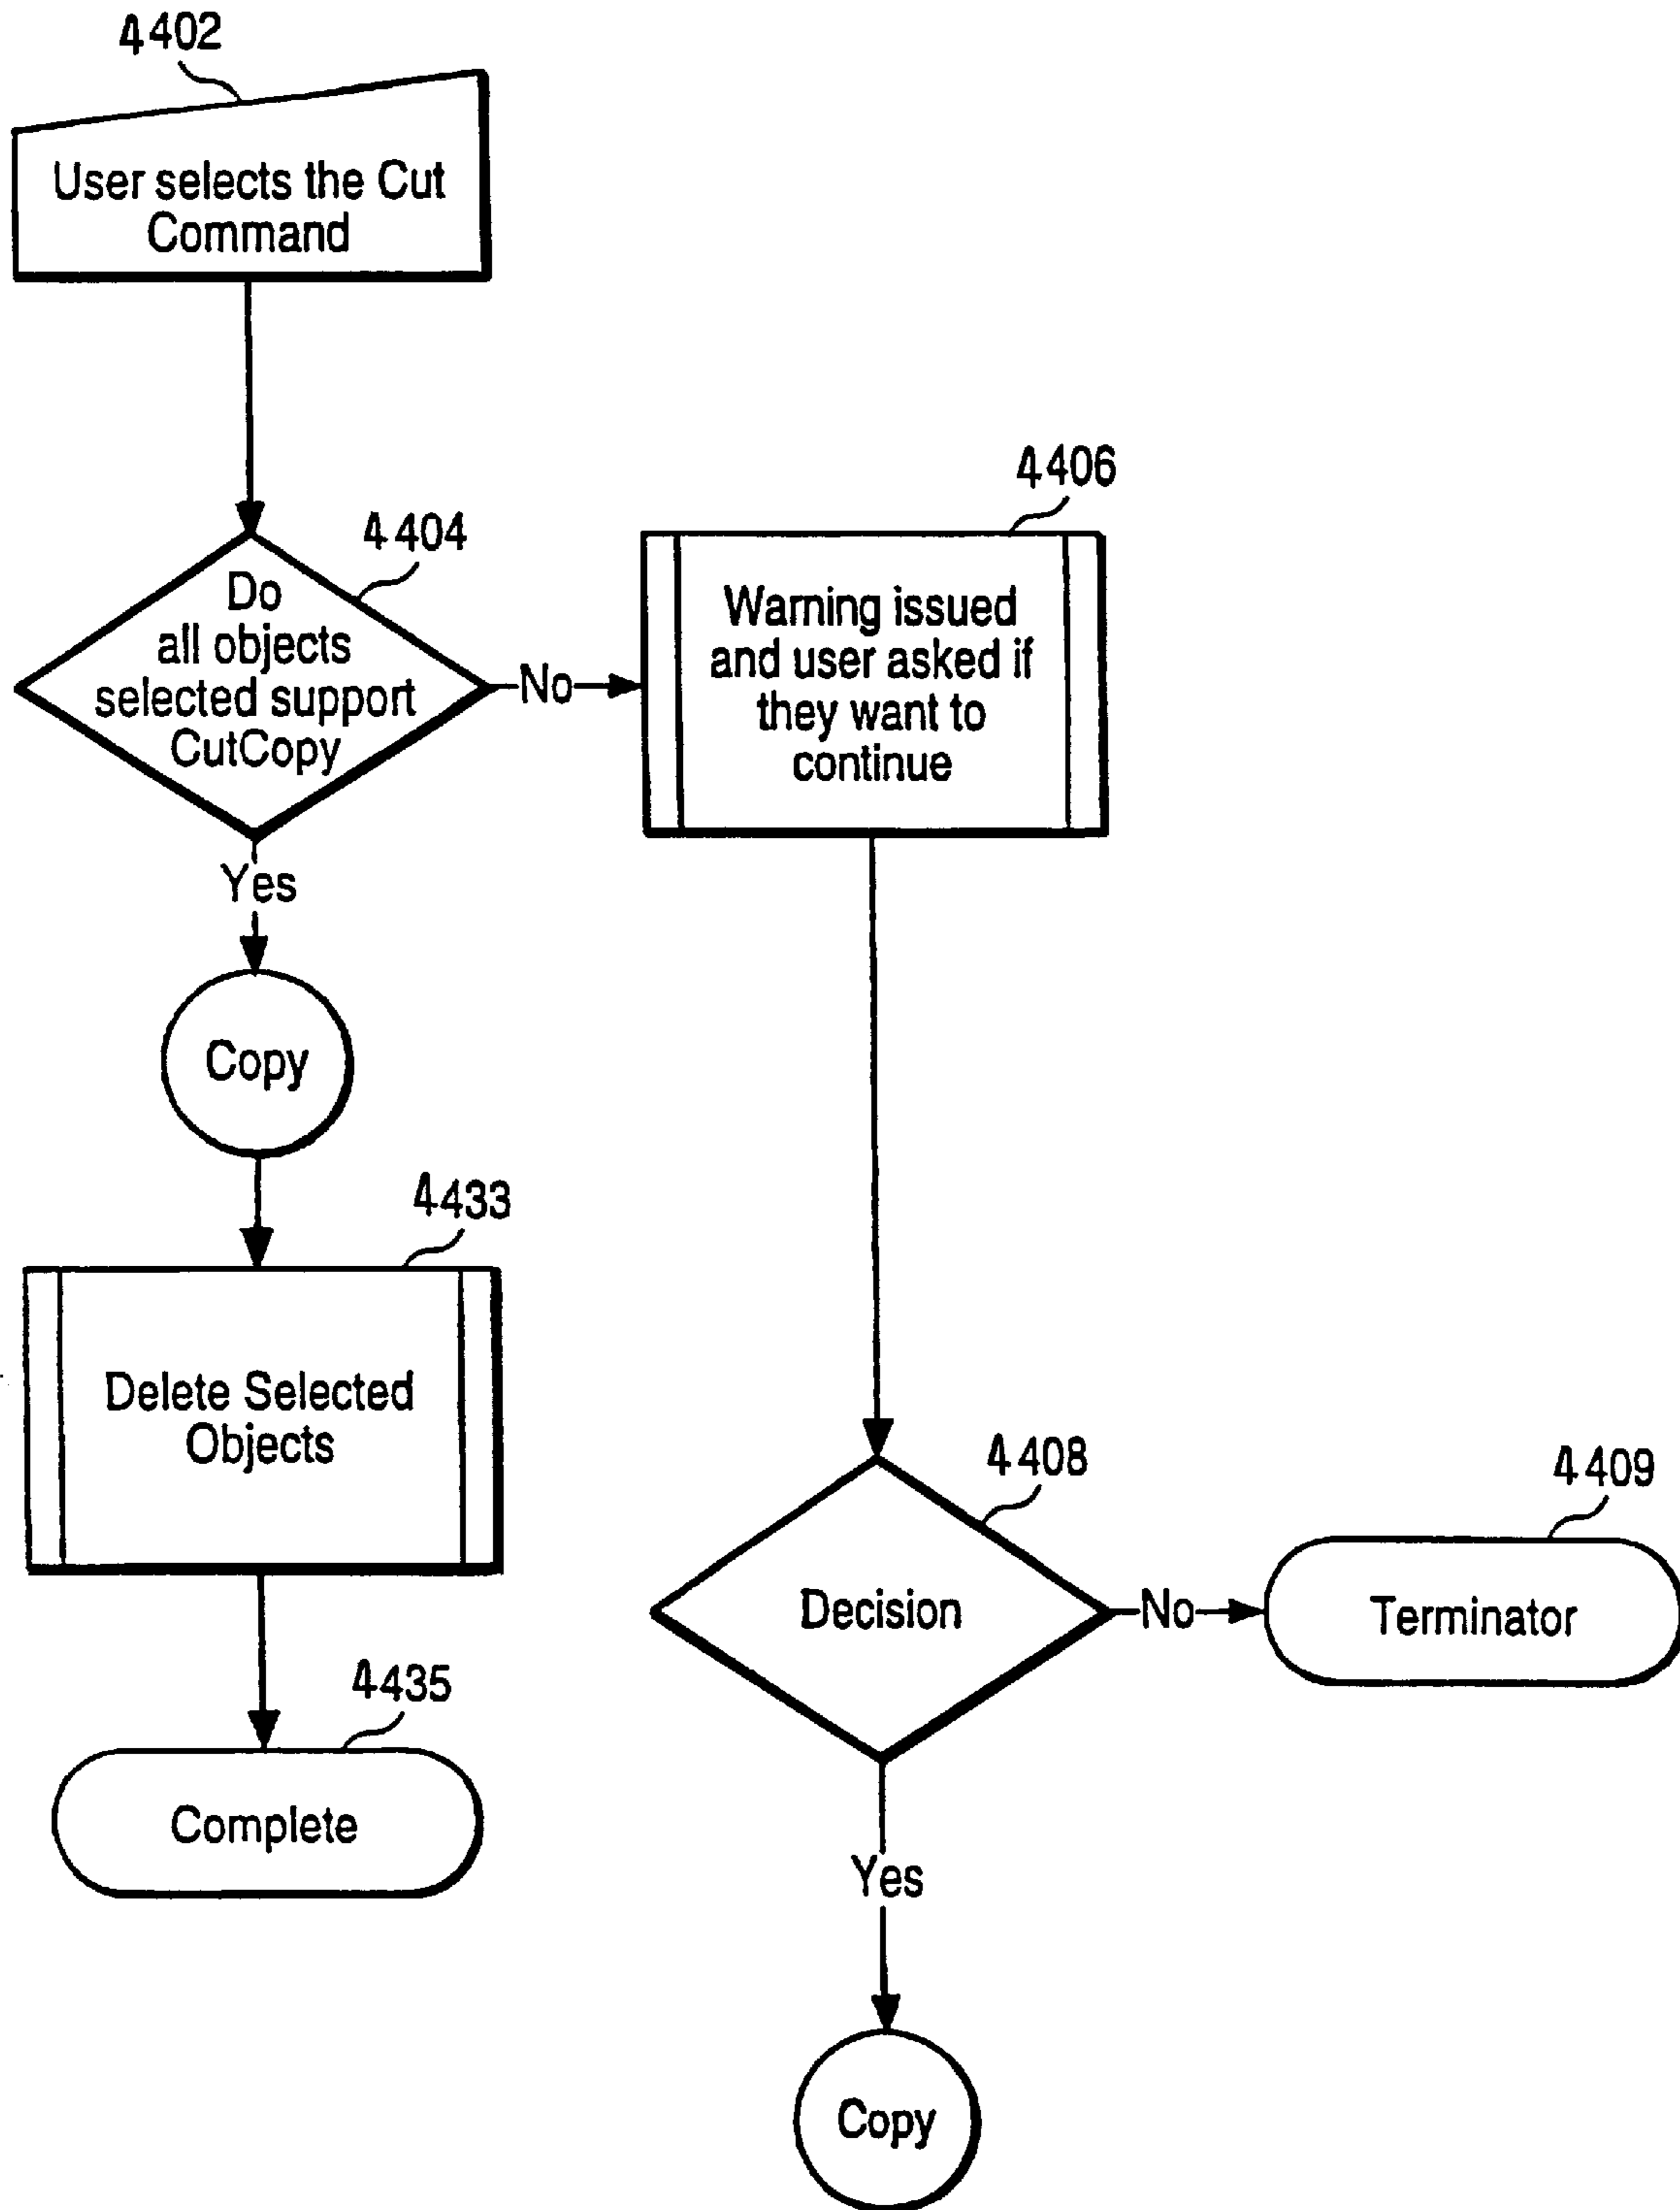 4402
User selects the Cut
Command
4404
Do
all objects
selected support
CutCopy
No
4406
Warning issued
and user asked if
they want to
continue
Yes
Copy
4433
Delete Selected
Objects
4435
Complete
4408
Decision
No
4409
Terminator
Yes
Copy